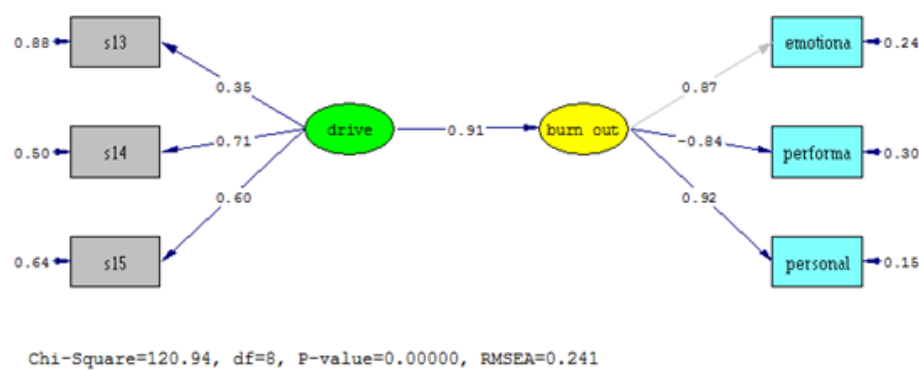 0.88
s13
0.35
0.50
s14
0.71
0.64
s15
0.60
drive
0.91
burn out
0.87
emotiona
0.24
-0.84
performa
0.30
0.92
personal
0.15
Chi-Square=120.94, df=8, P-value=0.00000, RMSEA=0.241